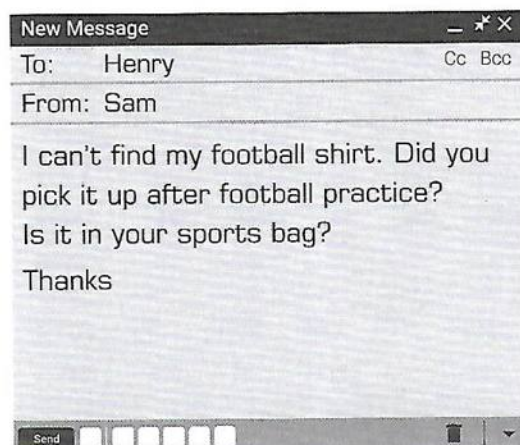 New Message
To: Henry Cc Bcc
From: Sam
I can't find my football shirt. Did you
pick it up after football practice?
Is it in your sports bag?
Thanks
Send